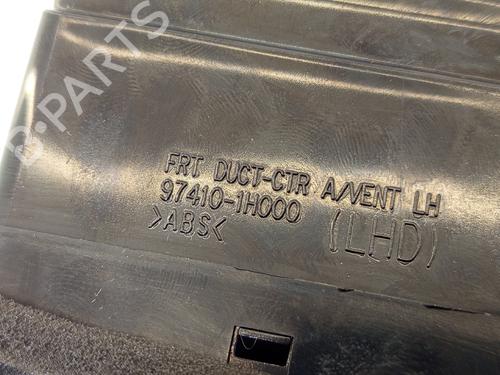 B-PARTS
FRT DUCT-CTR A/VENT LH
97410-1H000
>ABS< (LHD)